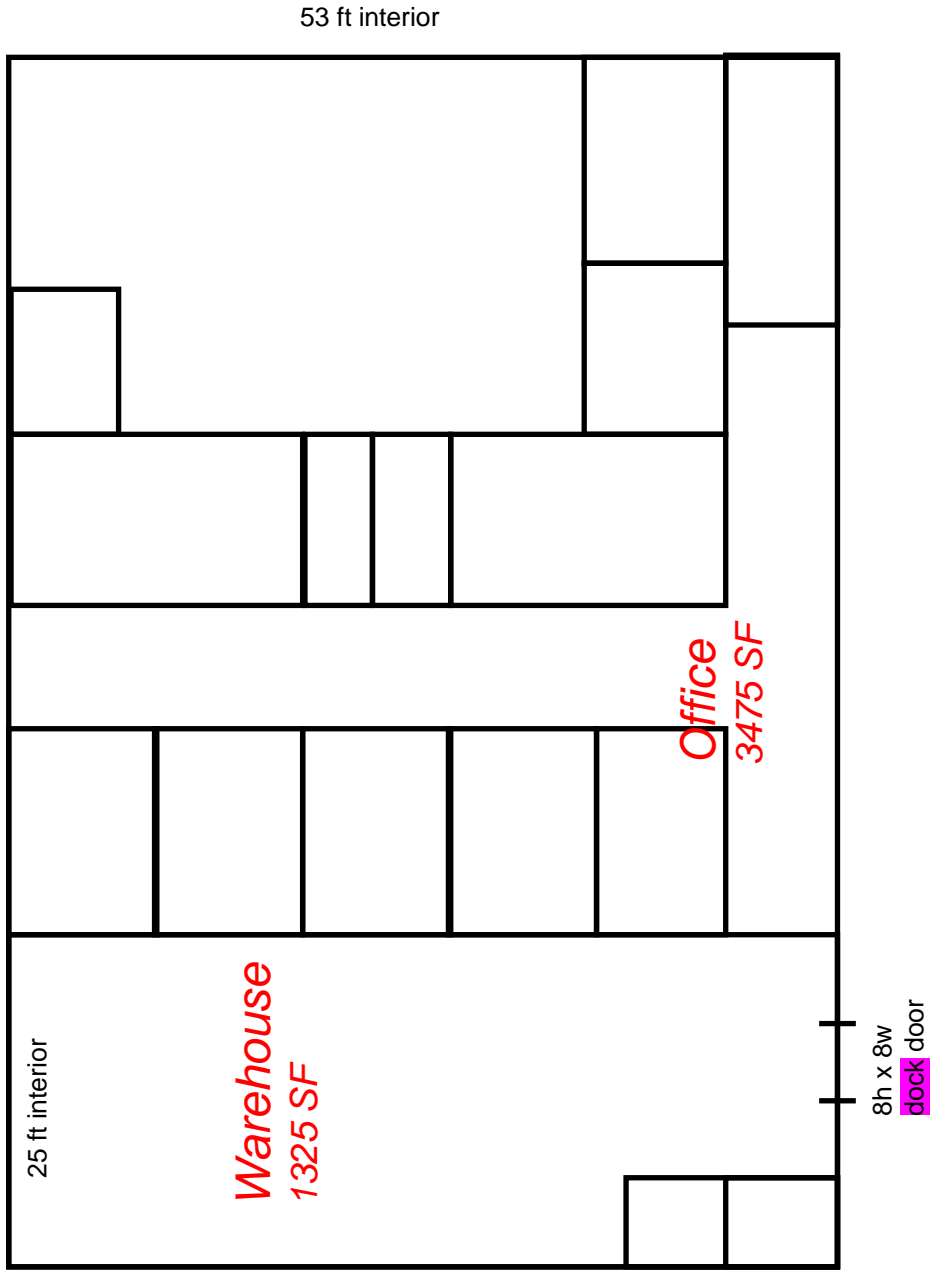 53 ft interior
Office
3475 SF
Warehouse
1325 SF
25 ft interior
8h x 8w
dock door